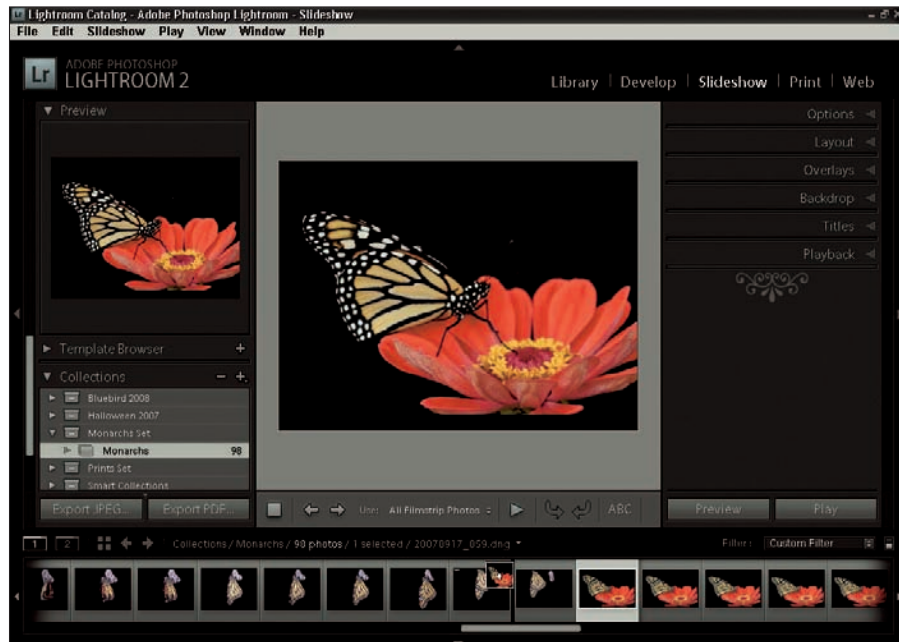 Lightroom Catalog - Adobe Photoshop Lightroom - Slideshow
File Edit Slideshow Play View Window Help
Lr
ADOBE PHOTOSHOP
LIGHTROOM 2
Library | Develop | Slideshow | Print | Web
Preview
Options
Layout
Overlays
Backdrop
Titles
Playback
Template Browser +
Collections - +
Bluebird 2008
Halloween 2007
Monarchs Set
Monarchs 98
Prints Set
Smart Collections
Export JPEG... Export PDF...
Use: All Filmstrip Photos
ABC
Preview Play
1 2 Collections / Monarchs / 98 photos / 1 selected / 20070917_059.dng
Filter: Custom Filter